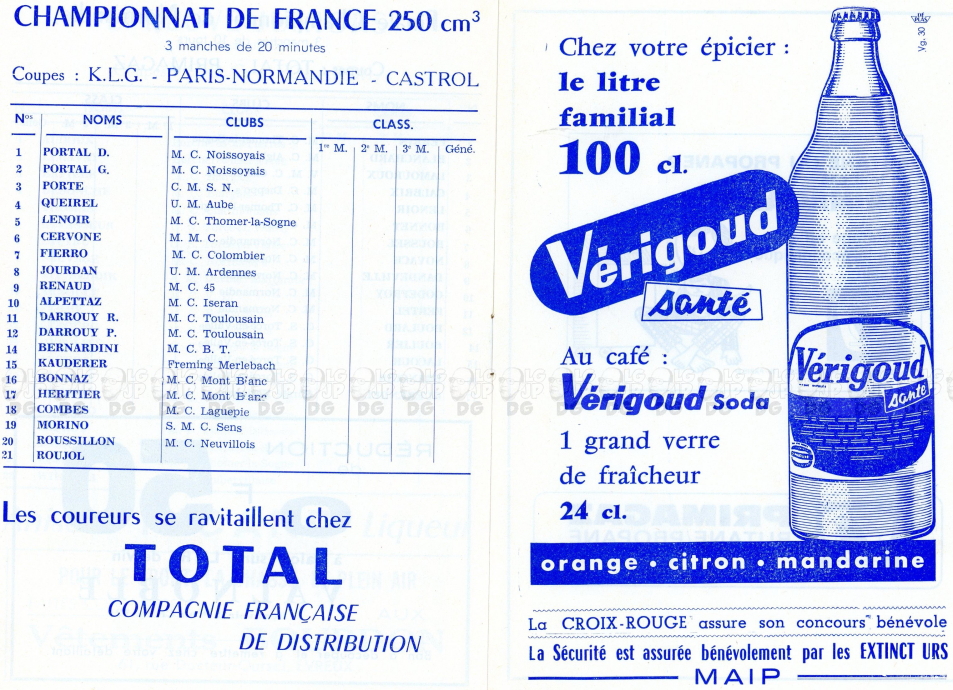 CHAMPIONNAT DE FRANCE 250 cm³
3 manches de 20 minutes
Coupes : K.L.G. - PARIS-NORMANDIE - CASTROL
Nos NOMS CLUBS CLASS.
1re M. 2e M. 3e M. Géné.
1 PORTAL D. M. C. Noissoyais
2 PORTAL G. M. C. Noissoyais
3 PORTE C. M. S. N.
4 QUEIREL U. M. Aube
5 LENOIR M. C. Thomer-la-Sogne
6 CERVONE M. M. C.
7 FIERRO M. C. Colombier
8 JOURDAN U. M. Ardennes
9 RENAUD M. C. 45
10 ALPETTAZ M. C. Iseran
11 DARROUY R. M. C. Toulousain
12 DARROUY P. M. C. Toulousain
14 BERNARDINI M. C. B. T.
15 KAUDERER Freming Merlebach
16 BONNAZ M. C. Mont Blanc
17 HERITIER M. C. Mont Blanc
18 COMBES M. C. Laguepie
19 MORINO S. M. C. Sens
20 ROUSSILLON M. C. Neuvillois
21 ROUJOL
Les coureurs se ravitaillent chez
TOTAL
COMPAGNIE FRANÇAISE
DE DISTRIBUTION
Chez votre épicier :
le litre
familial
100 cl.
Vérigoud
santé
Au café :
Vérigoud Soda
1 grand verre
de fraîcheur
24 cl.
Vg. 30
Vérigoud
santé
orange • citron • mandarine
La CROIX-ROUGE assure son concours bénévole
La Sécurité est assurée bénévolement par les EXTINCT URS
MAIP